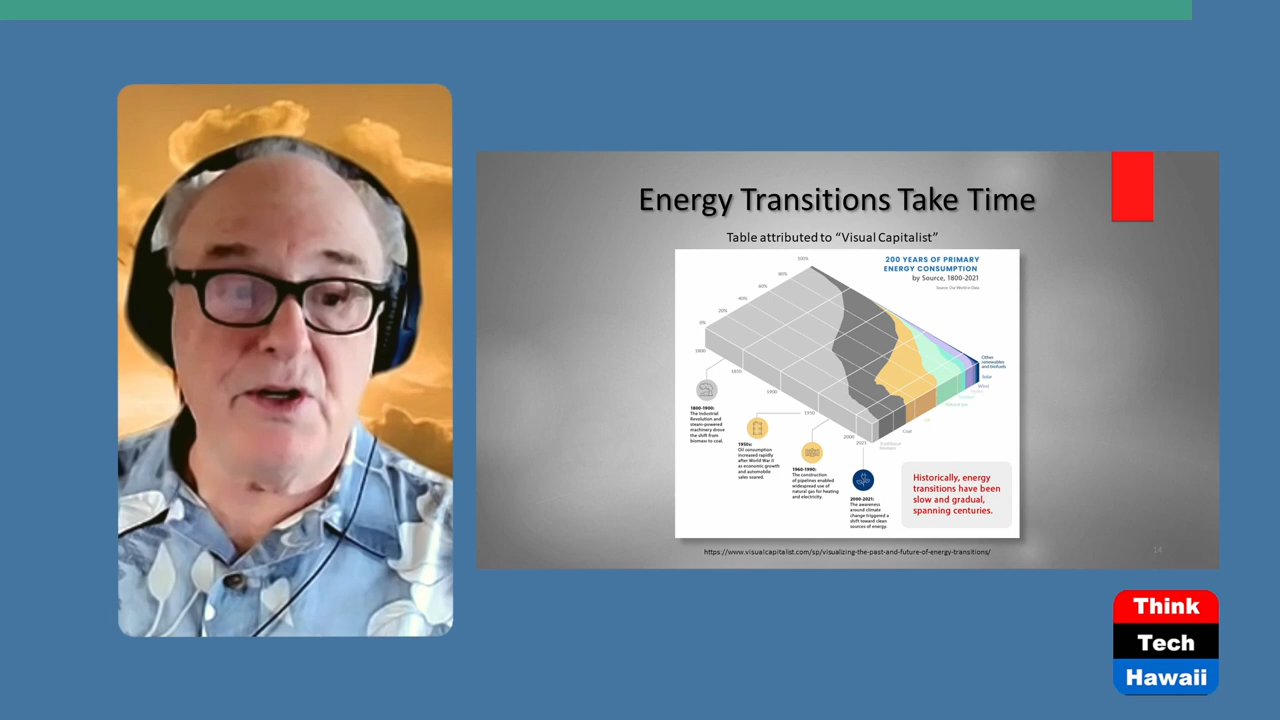 Energy Transitions Take Time
Table attributed to “Visual Capitalist”
200 YEARS OF PRIMARY
ENERGY CONSUMPTION
by Source, 1800-2021
Source: Our World in Data
100%
80%
60%
40%
20%
0%
1800
1850
1900
1950
2000
2021
Other
renewables
and biofuels
Solar
Wind
Natural gas
Oil
Coal
Traditional
biomass
1800-1900:
The Industrial
Revolution and
steam-powered
machinery drove
the shift from
biomass to coal.
1950s:
Oil consumption
increased rapidly
after World War II
as economic growth
and automobile
sales soared.
1960-1990:
The construction
of pipelines enabled
widespread use of
natural gas for heating
and electricity.
2000-2021:
The awareness
around climate
change triggered a
shift toward clean
sources of energy.
Historically, energy
transitions have been
slow and gradual,
spanning centuries.
https://www.visualcapitalist.com/sp/visualizing-the-past-and-future-of-energy-transitions/
14
Think
Tech
Hawaii